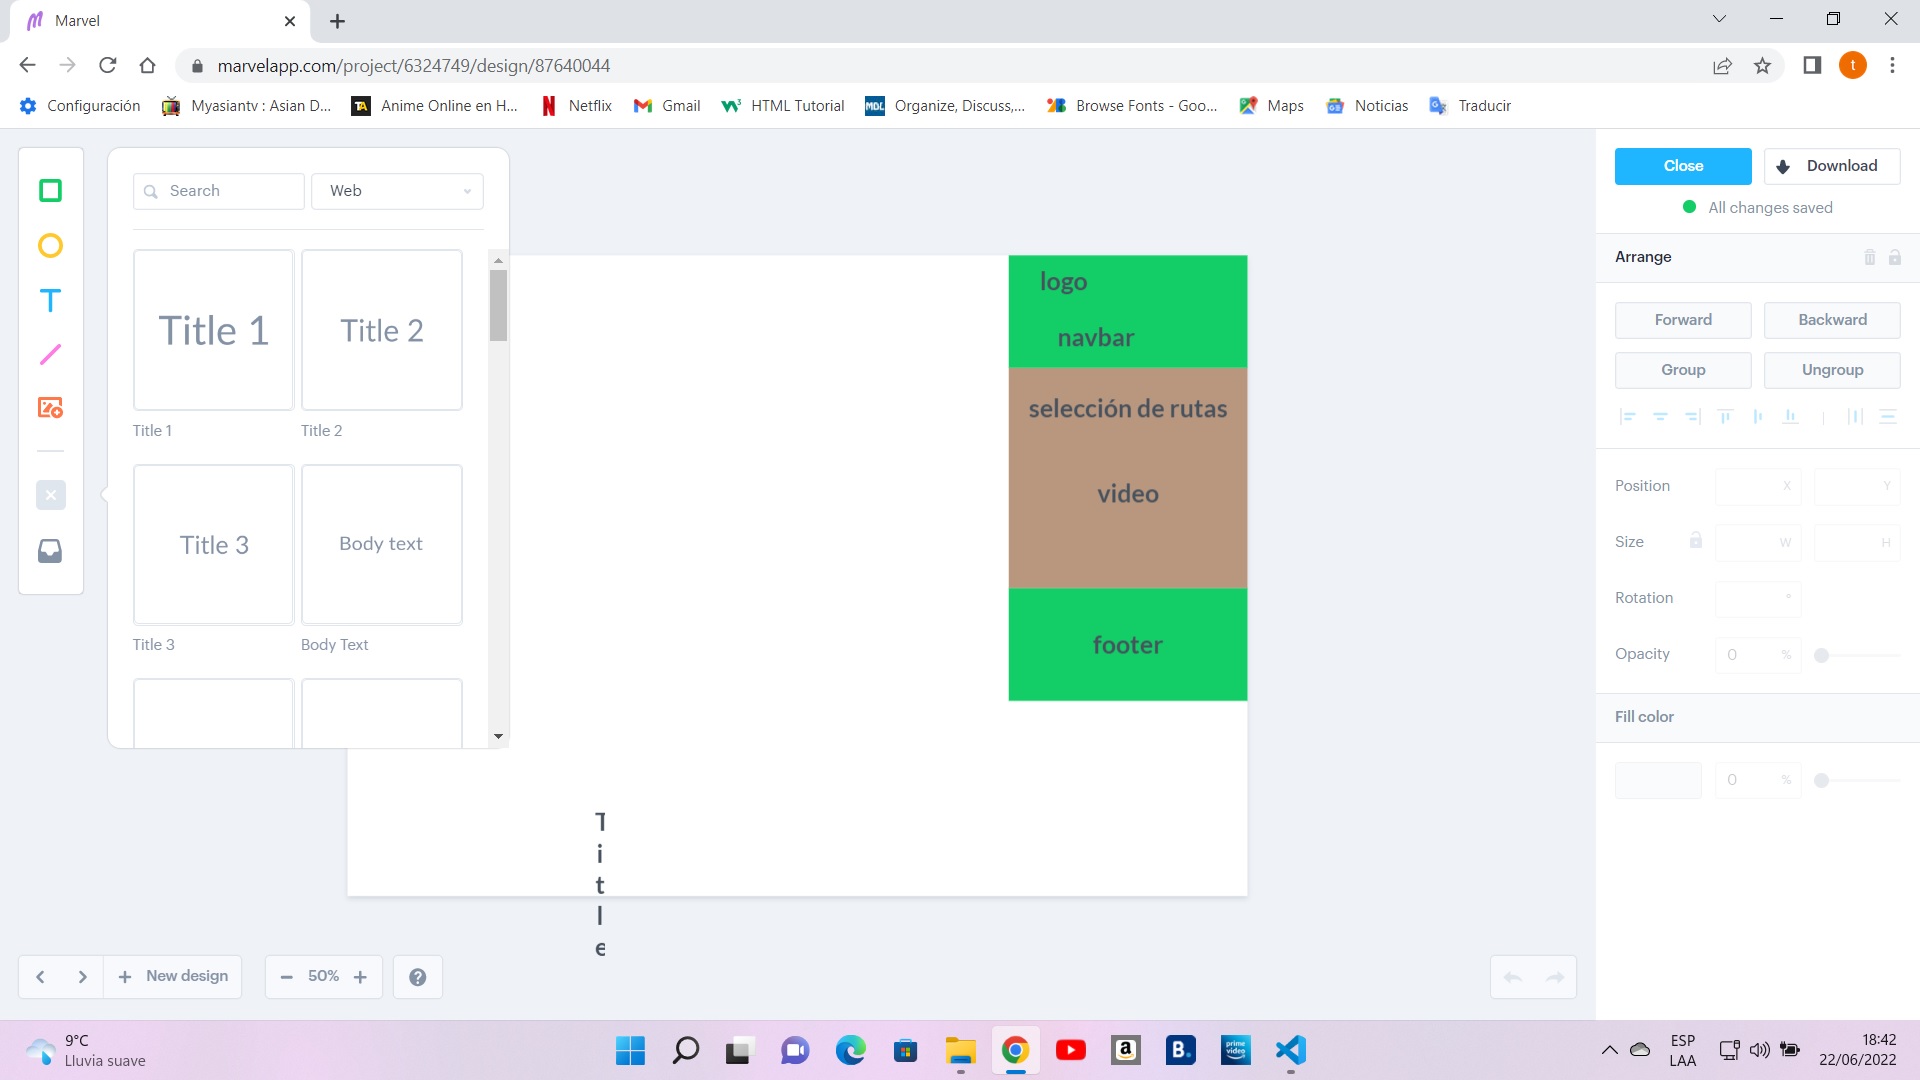 Marvel
marvelapp.com/project/6324749/design/87640044
t
Configuración
Myasiantv : Asian D...
TA
Anime Online en H...
Netflix
Gmail
HTML Tutorial
MDL
Organize, Discuss,...
Browse Fonts - Goo...
Maps
Noticias
Traducir
Search
Web
Close
Download
All changes saved
Arrange
Forward
Backward
Group
Ungroup
Position
X
Y
Size
W
H
Rotation
°
Opacity
0
%
Fill color
0
%
Title 1
Title 2
Title 1
Title 2
Title 3
Body text
Title 3
Body Text
logo
navbar
selección de rutas
video
footer
T
i
t
l
e
New design
50%
9°C
Lluvia suave
a
B.
prime
video
ESP
LAA
18:42
22/06/2022